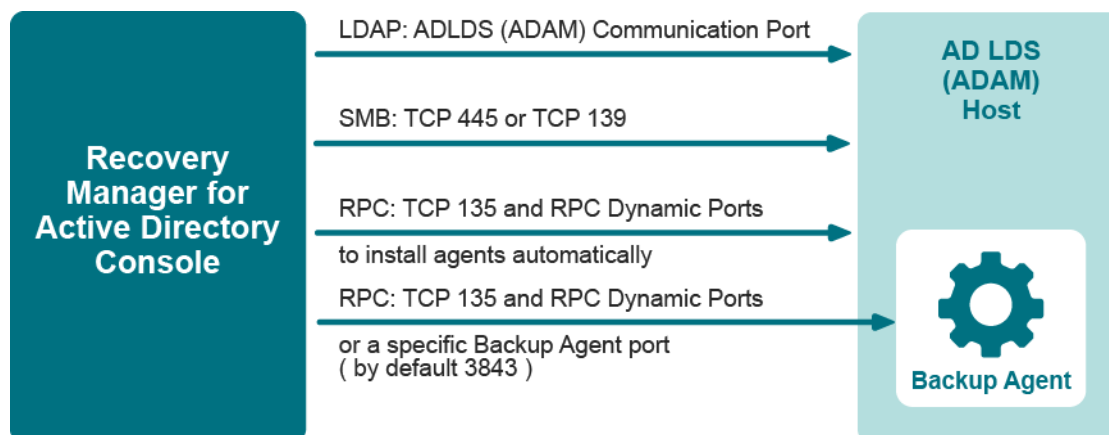 Recovery
Manager for
Active Directory
Console
LDAP: ADLDS (ADAM) Communication Port
SMB: TCP 445 or TCP 139
RPC: TCP 135 and RPC Dynamic Ports
to install agents automatically
RPC: TCP 135 and RPC Dynamic Ports
or a specific Backup Agent port
( by default 3843 )
AD LDS
(ADAM)
Host
Backup Agent